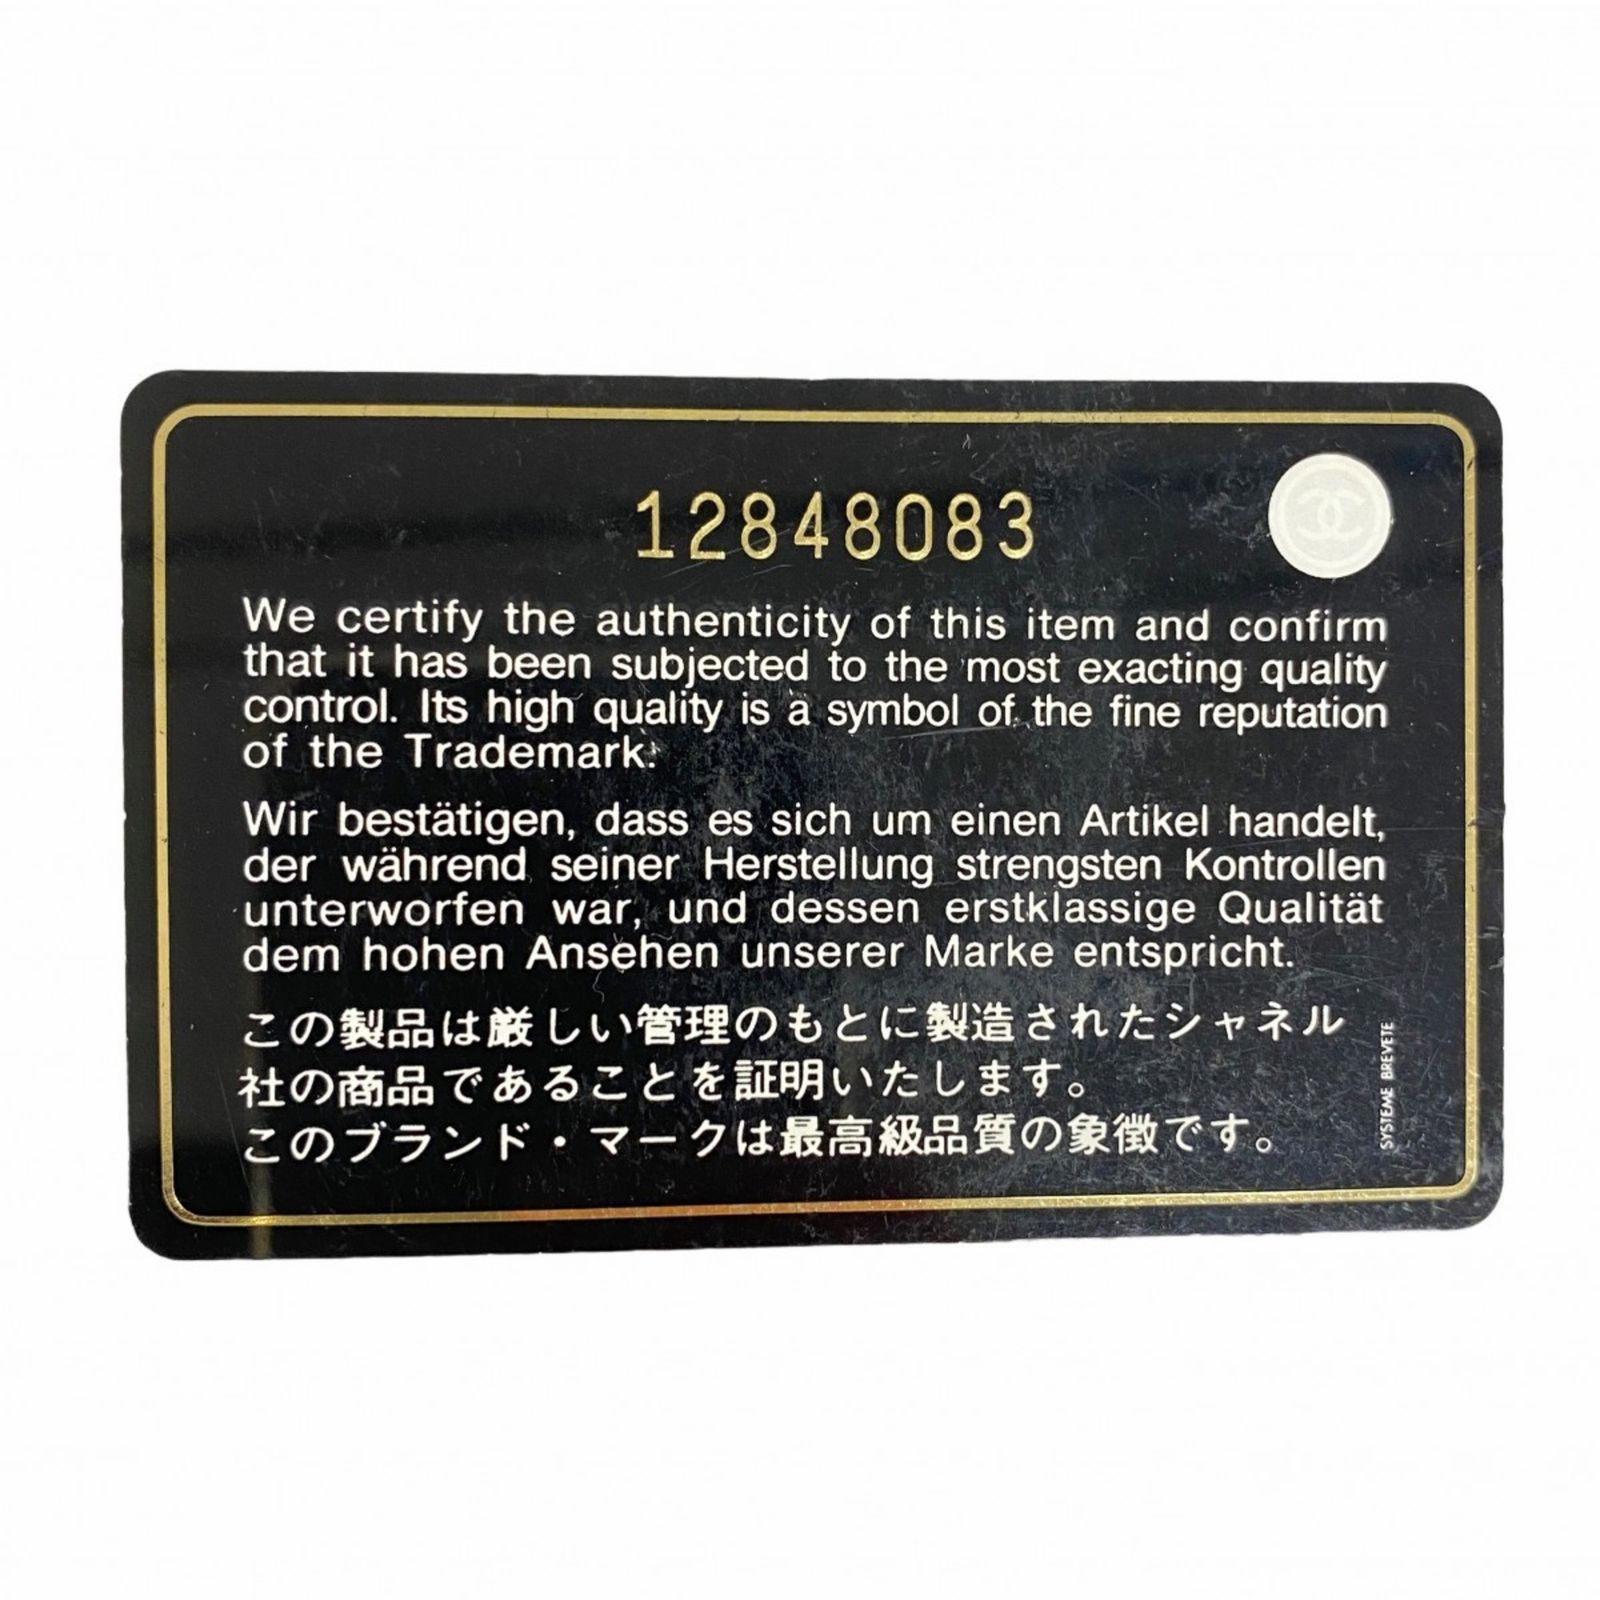 12848083
We certify the authenticity of this item and confirm
that it has been subjected to the most exacting quality
control. Its high quality is a symbol of the fine reputation
of the Trademark.
Wir bestätigen, dass es sich um einen Artikel handelt,
der während seiner Herstellung strengsten Kontrollen
unterworfen war, und dessen erstklassige Qualität
dem hohen Ansehen unserer Marke entspricht.
この製品は厳しい管理のもとに製造されたシャネル
社の商品であることを証明いたします。
このブランド・マークは最高級品質の象徴です。
SYSTEME BREVETE